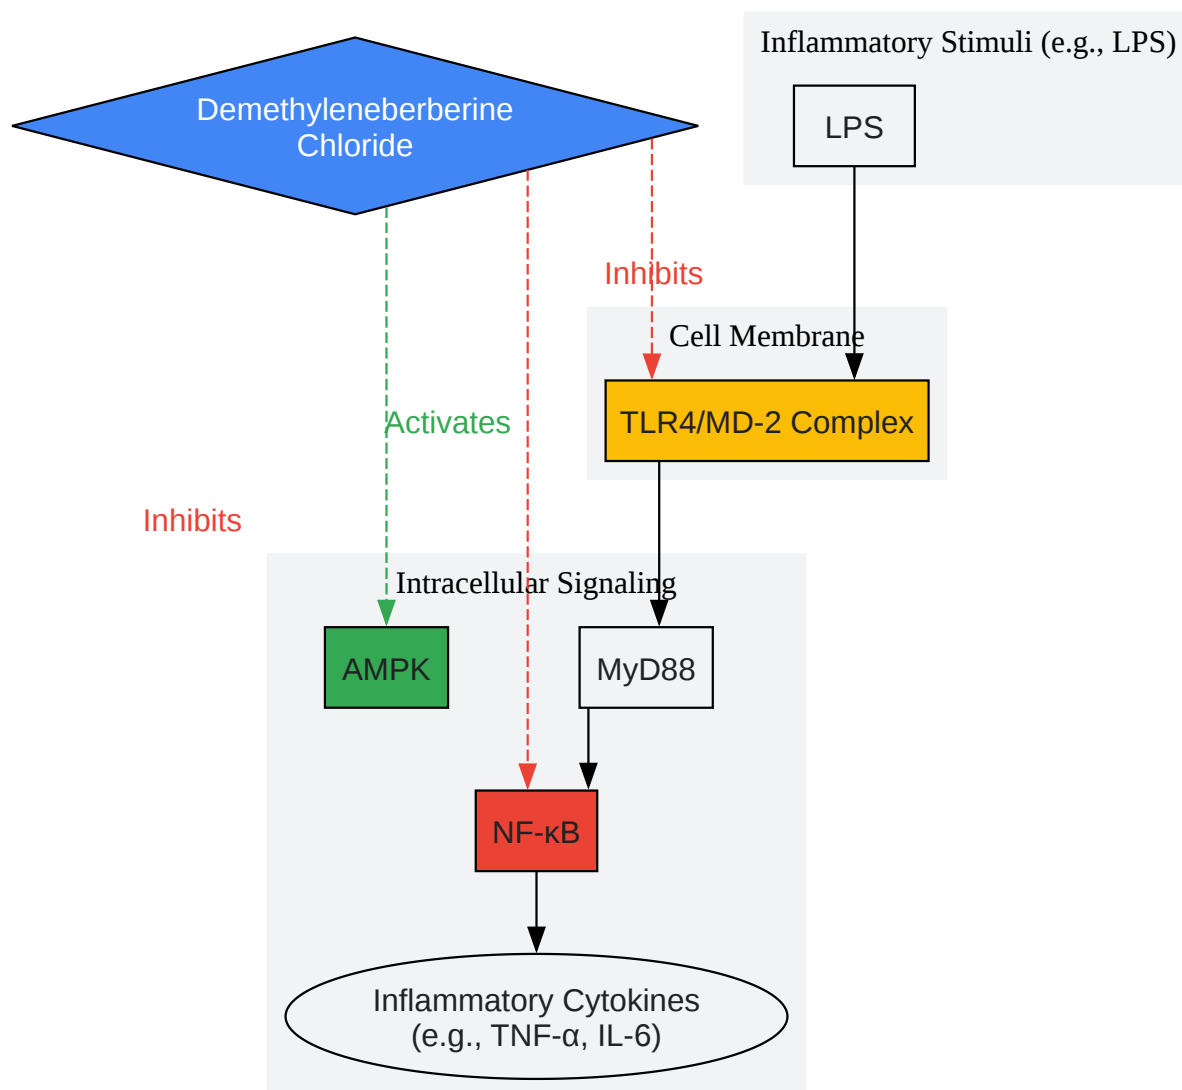 Inflammatory Stimuli (e.g., LPS)
Demethyleneberberine
Chloride
LPS
Inhibits
Cell Membrane
Activates
TLR4/MD-2 Complex
Inhibits
Intracellular Signaling
AMPK
MyD88
NF-κB
Inflammatory Cytokines
(e.g., TNF-α, IL-6)